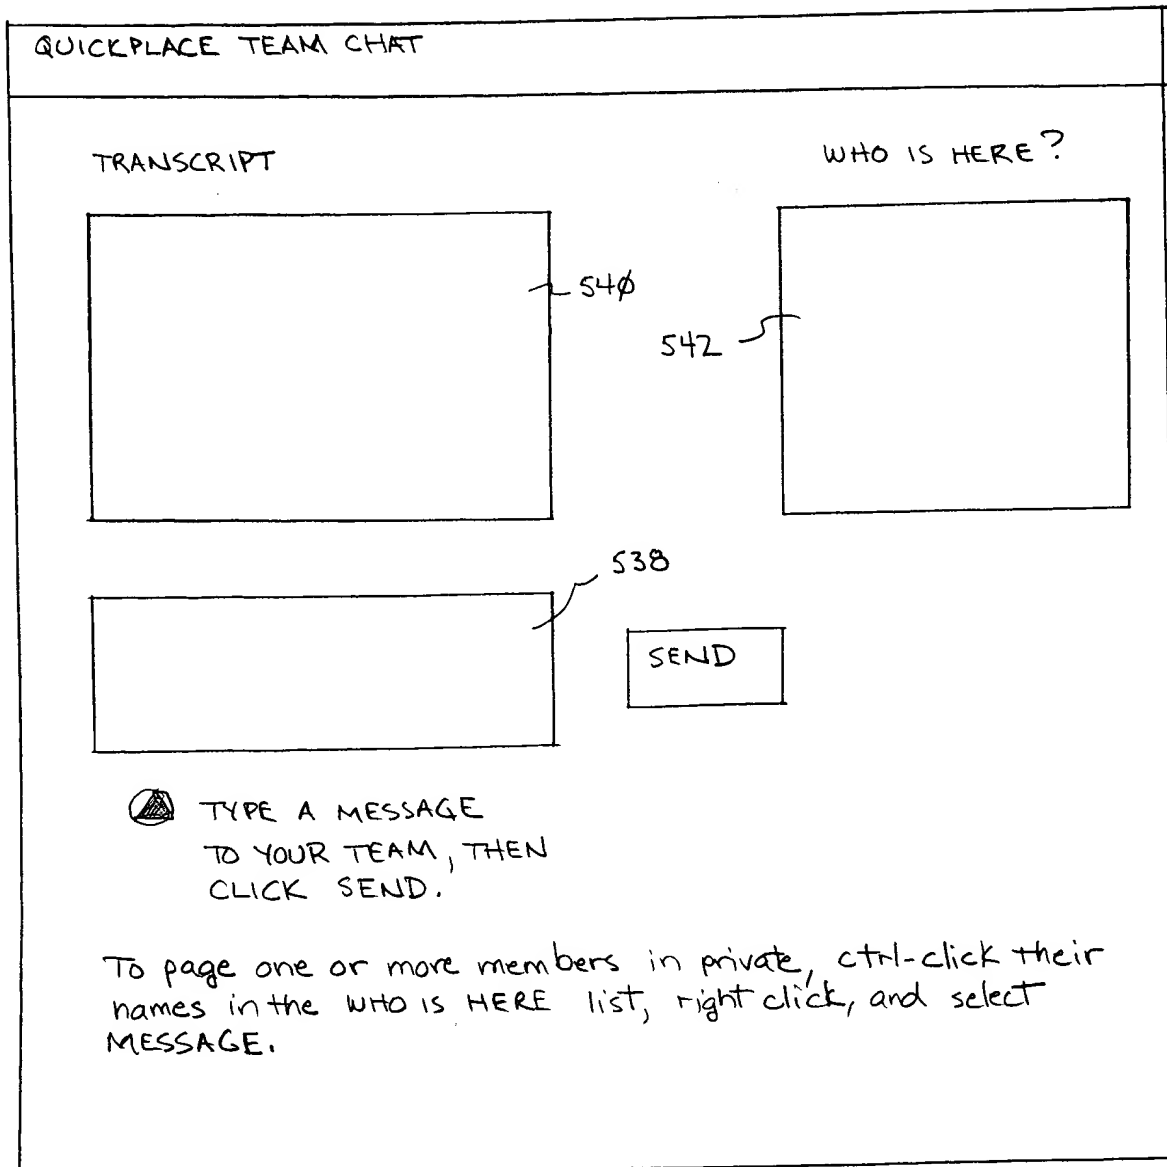 QUICKPLACE TEAM CHAT
TRANSCRIPT
WHO IS HERE?
540
542
538
SEND
TYPE A MESSAGE
TO YOUR TEAM, THEN
CLICK SEND.
To page one or more members in private, ctrl-click their
names in the WHO IS HERE list, right click, and select
MESSAGE.